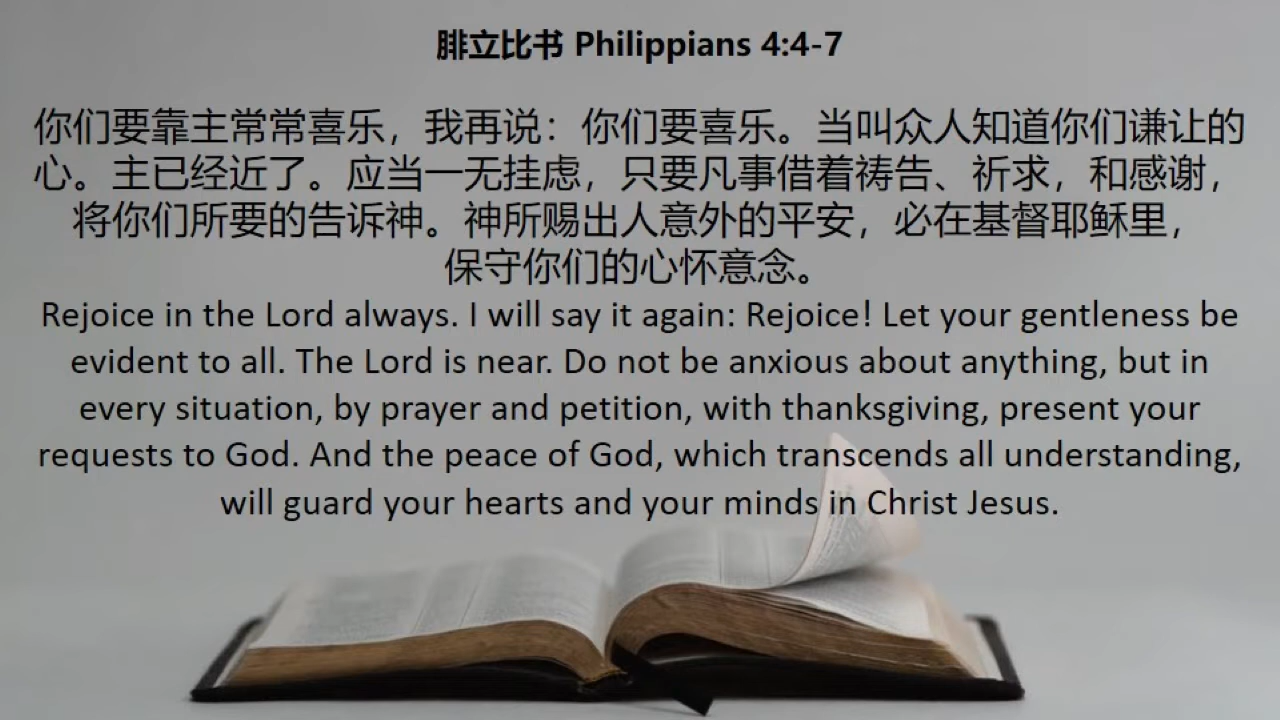 腓立比书 Philippians 4:4-7
你们要靠主常常喜乐，我再说：你们要喜乐。当叫众人知道你们谦让的
心。主已经近了。应当一无挂虑，只要凡事借着祷告、祈求，和感谢，
将你们所要的告诉神。神所赐出人意外的平安，必在基督耶稣里，
保守你们的心怀意念。
Rejoice in the Lord always. I will say it again: Rejoice! Let your gentleness be
evident to all. The Lord is near. Do not be anxious about anything, but in
every situation, by prayer and petition, with thanksgiving, present your
requests to God. And the peace of God, which transcends all understanding,
will guard your hearts and your minds in Christ Jesus.